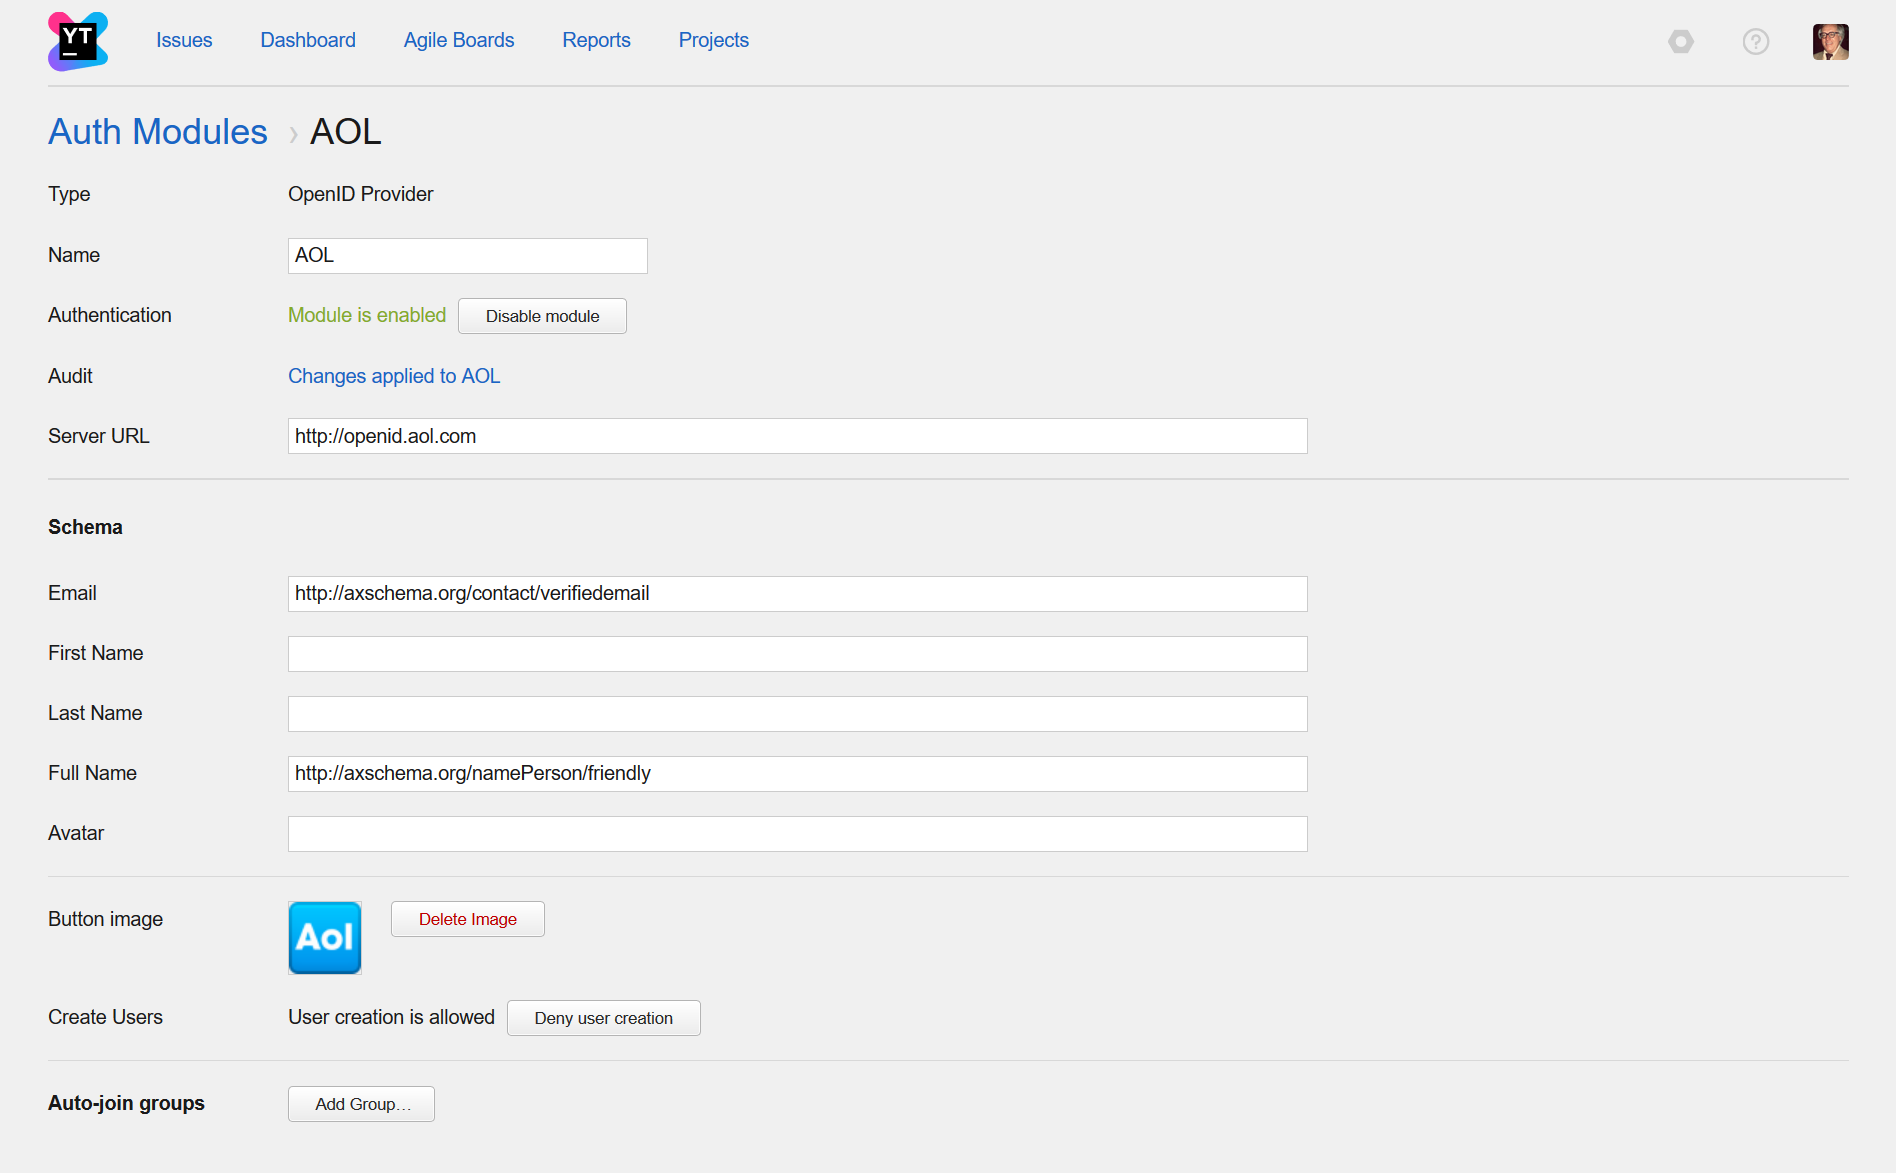 YT
Issues Dashboard Agile Boards Reports Projects
?
Auth Modules › AOL
Type OpenID Provider
Name AOL
Authentication Module is enabled Disable module
Audit Changes applied to AOL
Server URL http://openid.aol.com
Schema
Email http://axschema.org/contact/verifiedemail
First Name
Last Name
Full Name http://axschema.org/namePerson/friendly
Avatar
Button image Aol Delete Image
Create Users User creation is allowed Deny user creation
Auto-join groups Add Group…